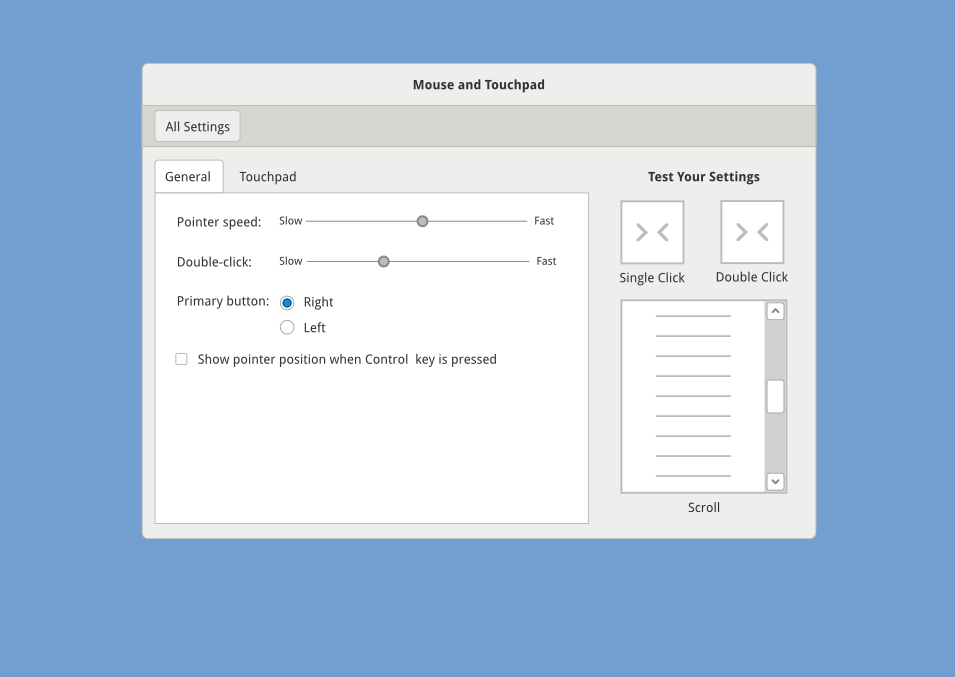 Mouse and Touchpad
All Settings
General Touchpad
Pointer speed: Slow Fast
Double-click: Slow Fast
Primary button: Right
Left
Show pointer position when Control key is pressed
Test Your Settings
Single Click Double Click
Scroll